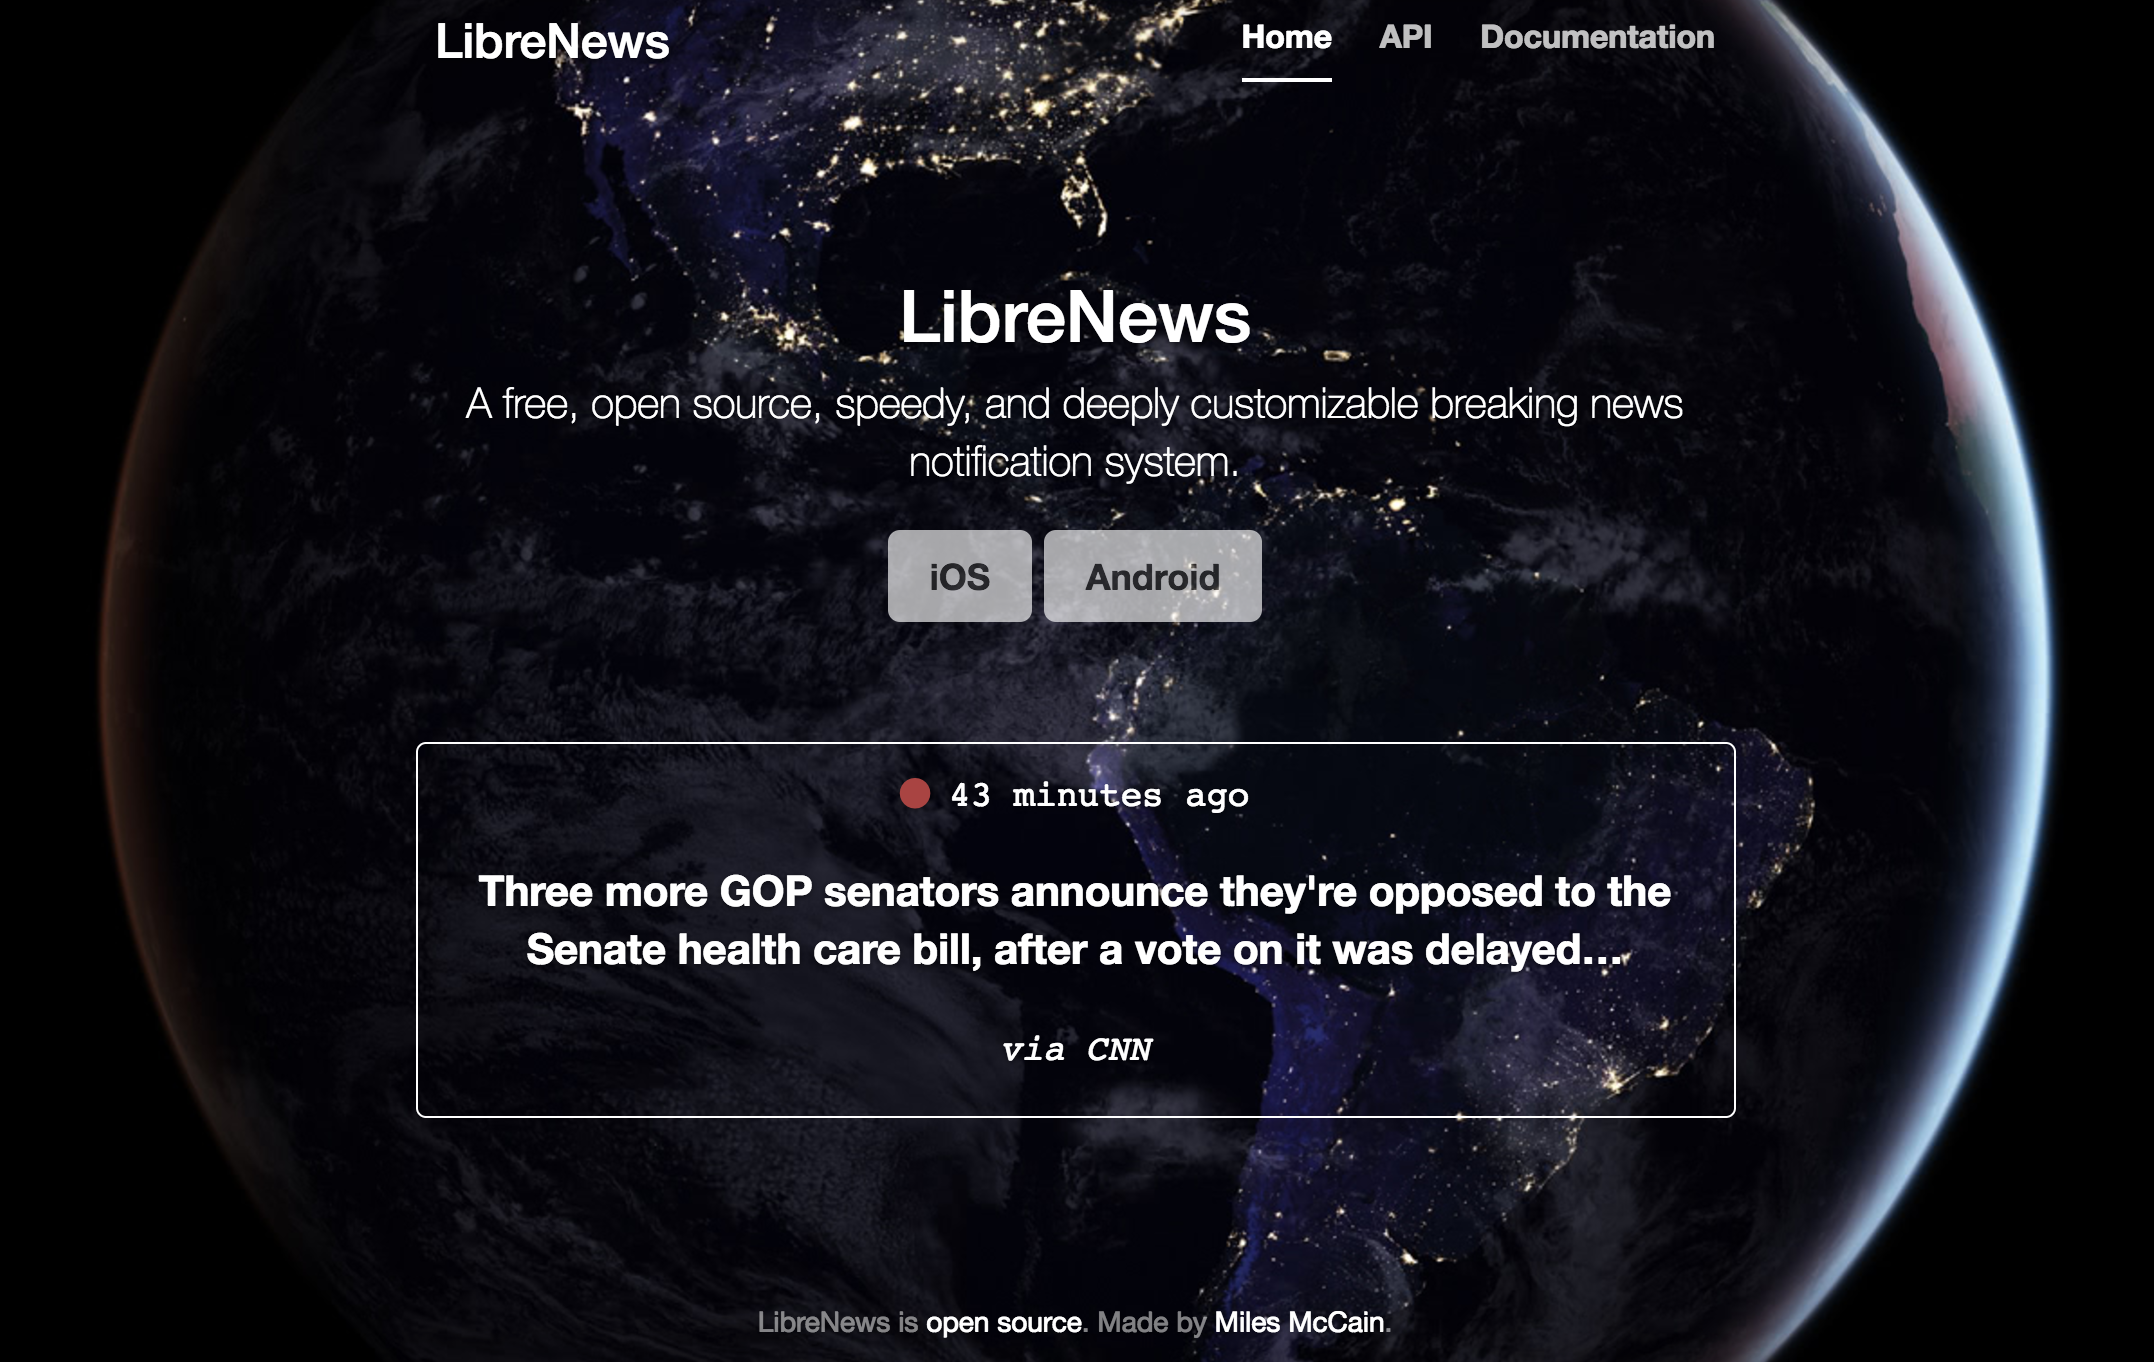 LibreNews
Home API Documentation
LibreNews
A free, open source, speedy, and deeply customizable breaking news
notification system.
iOS Android
43 minutes ago
Three more GOP senators announce they're opposed to the
Senate health care bill, after a vote on it was delayed...
via CNN
LibreNews is open source. Made by Miles McCain.